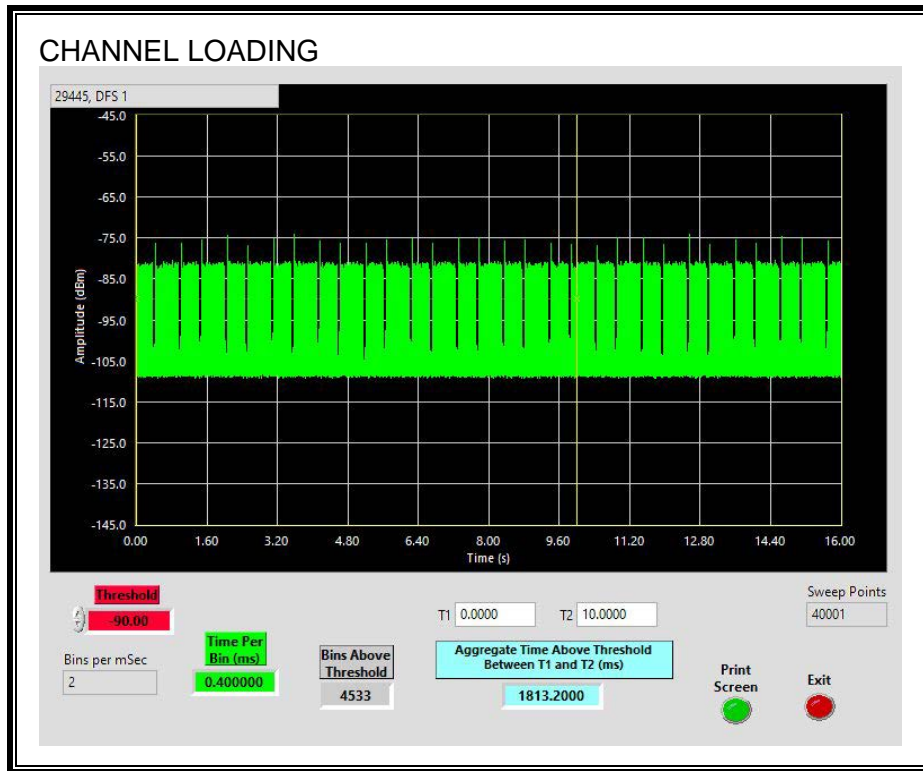 CHANNEL LOADING
29445, DFS 1
-45.0
-55.0
-65.0
-75.0
-85.0
-95.0
-105.0
-115.0
-125.0
-135.0
-145.0
Amplitude (dBm)
0.00 1.60 3.20 4.80 6.40 8.00 9.60 11.20 12.80 14.40 16.00
Time (s)
Threshold
-90.00
Bins per mSec
2
Time Per
Bin (ms)
0.400000
Bins Above
Threshold
4533
T1 0.0000 T2 10.0000
Aggregate Time Above Threshold
Between T1 and T2 (ms)
1813.2000
Sweep Points
40001
Print
Screen
Exit